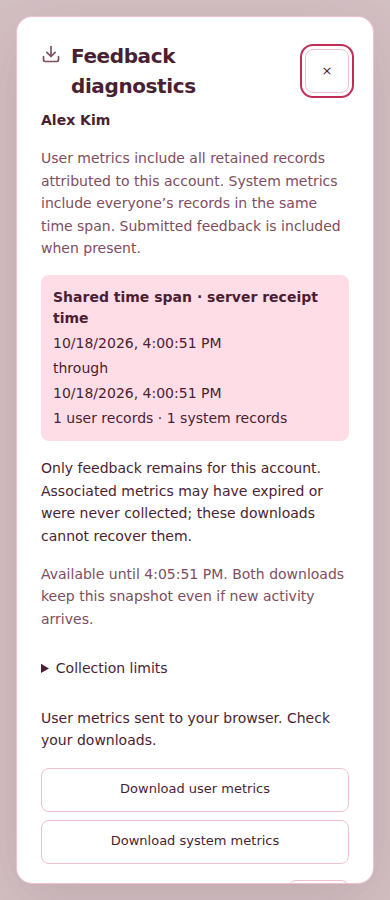 Feedback
diagnostics
×
Alex Kim
User metrics include all retained records
attributed to this account. System metrics
include everyone’s records in the same
time span. Submitted feedback is included
when present.
Shared time span · server receipt
time
10/18/2026, 4:00:51 PM
through
10/18/2026, 4:00:51 PM
1 user records · 1 system records
Only feedback remains for this account.
Associated metrics may have expired or
were never collected; these downloads
cannot recover them.
Available until 4:05:51 PM. Both downloads
keep this snapshot even if new activity
arrives.
Collection limits
User metrics sent to your browser. Check
your downloads.
Download user metrics
Download system metrics